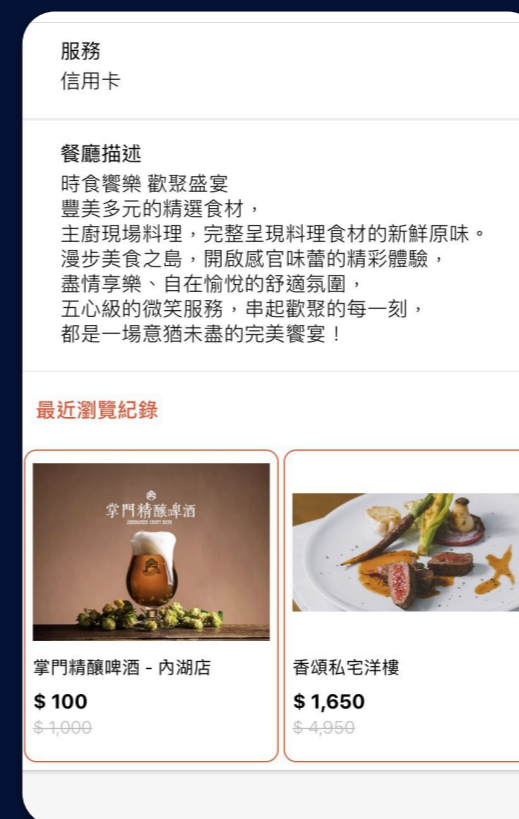 服務
信用卡
餐廳描述
時食饗樂 歡聚盛宴
豐美多元的精選食材，
主廚現場料理，完整呈現料理食材的新鮮原味。
漫步美食之島，開啟感官味蕾的精彩體驗，
盡情享樂、自在愉悅的舒適氛圍，
五心級的微笑服務，串起歡聚的每一刻，
都是一場意猶未盡的完美饗宴！
最近瀏覽紀錄
掌門精釀啤酒
掌門精釀啤酒 - 內湖店
$ 100
$ 1,000
香頌私宅洋樓
$ 1,650
$ 4,950